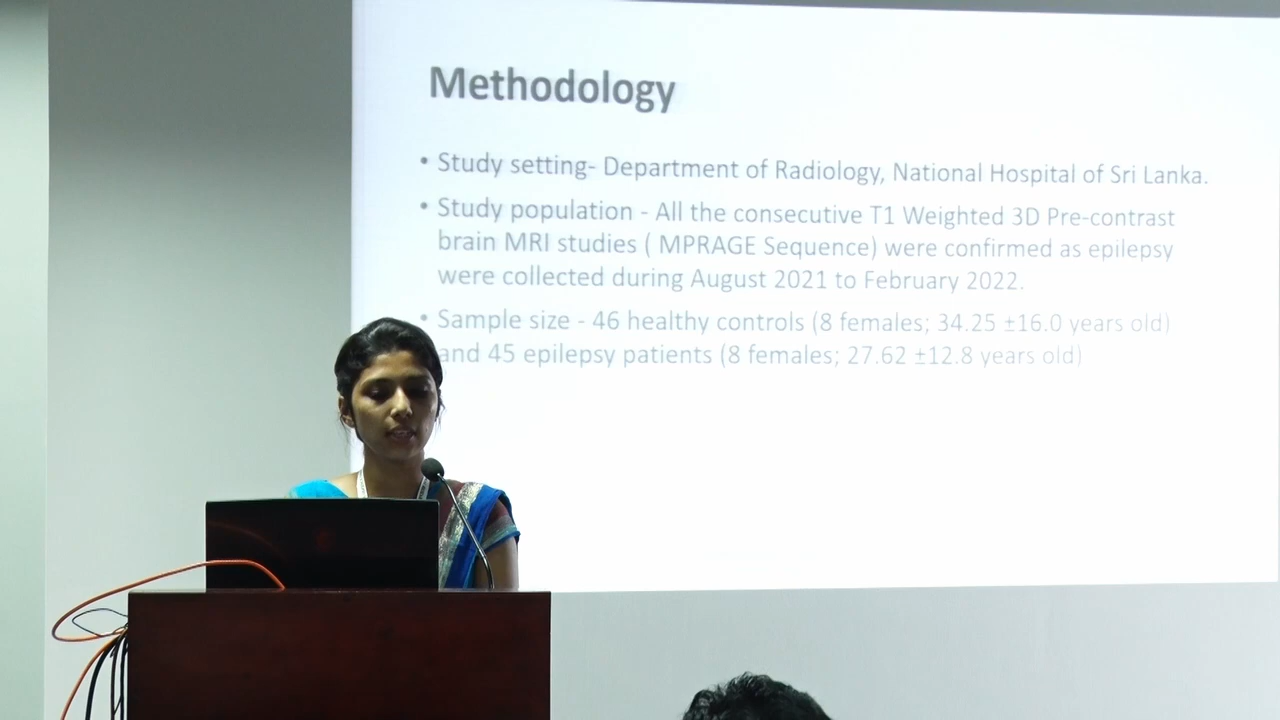 Methodology
• Study setting- Department of Radiology, National Hospital of Sri Lanka.
• Study population - All the consecutive T1 Weighted 3D Pre-contrast
brain MRI studies ( MPRAGE Sequence) were confirmed as epilepsy
were collected during August 2021 to February 2022.
• Sample size - 46 healthy controls (8 females; 34.25 ±16.0 years old)
and 45 epilepsy patients (8 females; 27.62 ±12.8 years old)